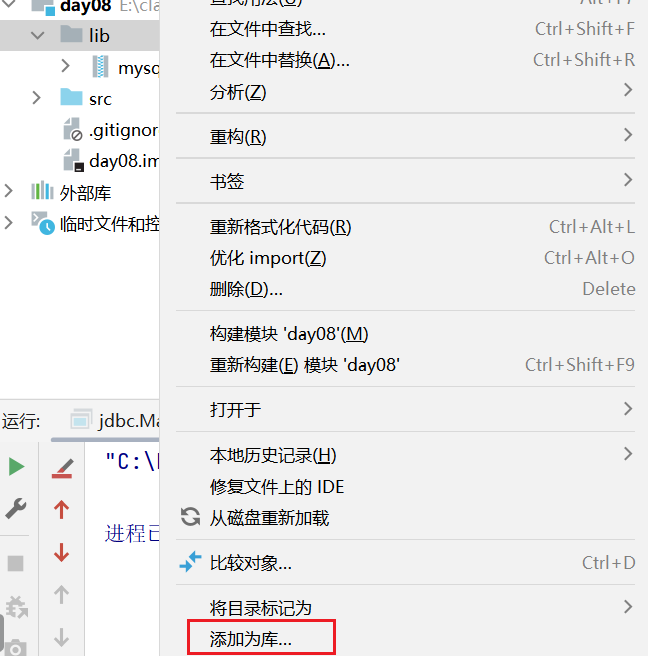 day08 E:\cla
lib
mysq
src
.gitignor
day08.im
外部库
临时文件和控
在文件中查找... Ctrl+Shift+F
在文件中替换(A)... Ctrl+Shift+R
分析(Z)
重构(R)
书签
重新格式化代码(R) Ctrl+Alt+L
优化 import(Z) Ctrl+Alt+O
删除(D)... Delete
构建模块 'day08'(M)
重新构建(E) 模块 'day08' Ctrl+Shift+F9
打开于
本地历史记录(H)
修复文件上的 IDE
从磁盘重新加载
比较对象... Ctrl+D
将目录标记为
添加为库...
运行: jdbc.Ma
"C:\
进程已